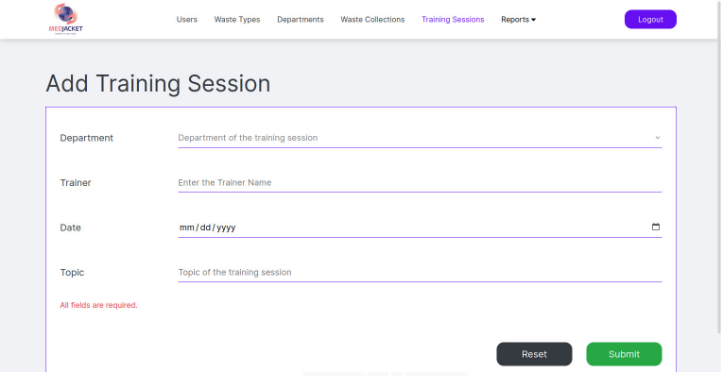 MEDJACKET
Users Waste Types Departments Waste Collections Training Sessions Reports Logout
Add Training Session
Department Department of the training session
Trainer Enter the Trainer Name
Date mm/dd/yyyy
Topic Topic of the training session
All fields are required.
Reset Submit